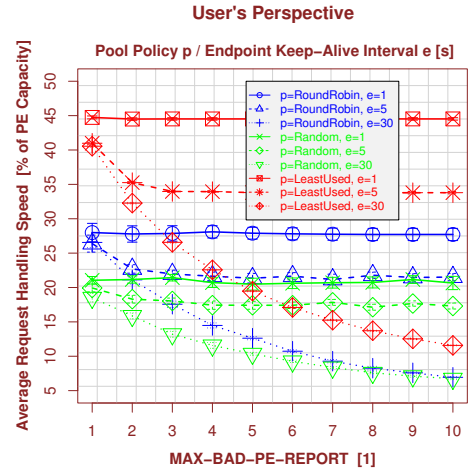 User's Perspective
Pool Policy p / Endpoint Keep−Alive Interval e [s]
Average Request Handling Speed [% of PE Capacity]
50
45
40
35
30
25
20
15
10
5
p=RoundRobin, e=1
p=RoundRobin, e=5
p=RoundRobin, e=30
p=Random, e=1
p=Random, e=5
p=Random, e=30
p=LeastUsed, e=1
p=LeastUsed, e=5
p=LeastUsed, e=30
1 2 3 4 5 6 7 8 9 10
MAX−BAD−PE−REPORT [1]